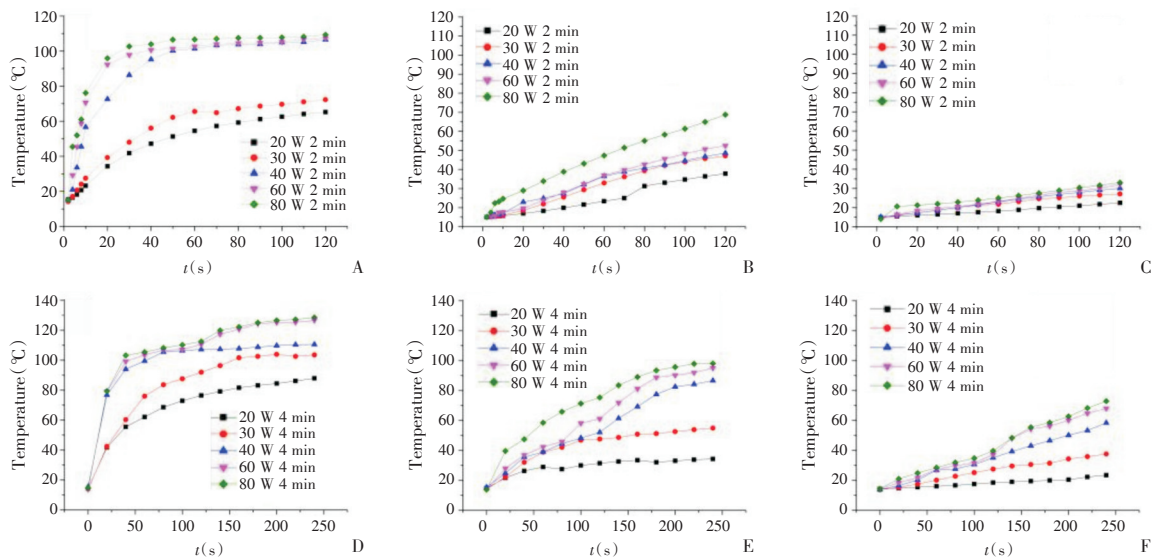 120
100
80
60
40
20
0
Temperature (℃)
20 W 2 min
30 W 2 min
40 W 2 min
60 W 2 min
80 W 2 min
0 20 40 60 80 100 120
t(s)
A
120
110
100
90
80
70
60
50
40
30
20
10
Temperature (℃)
20 W 2 min
30 W 2 min
40 W 2 min
60 W 2 min
80 W 2 min
0 20 40 60 80 100 120
t(s)
B
120
110
100
90
80
70
60
50
40
30
20
10
Temperature (℃)
20 W 2 min
30 W 2 min
40 W 2 min
60 W 2 min
80 W 2 min
0 20 40 60 80 100 120
t(s)
C
140
120
100
80
60
40
20
0
Temperature (℃)
20 W 4 min
30 W 4 min
40 W 4 min
60 W 4 min
80 W 4 min
0 50 100 150 200 250
t(s)
D
140
120
100
80
60
40
20
0
Temperature (℃)
20 W 4 min
30 W 4 min
40 W 4 min
60 W 4 min
80 W 4 min
0 50 100 150 200 250
t(s)
E
140
120
100
80
60
40
20
0
Temperature (℃)
20 W 4 min
30 W 4 min
40 W 4 min
60 W 4 min
80 W 4 min
0 50 100 150 200 250
t(s)
F